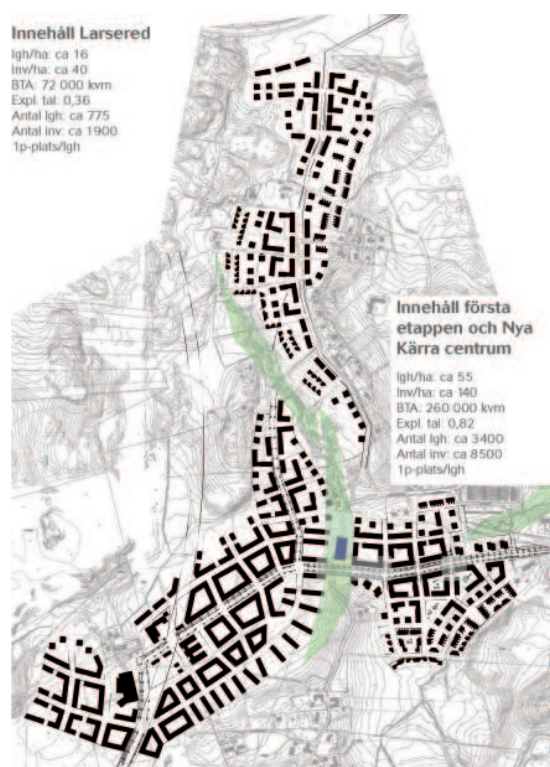 Innehåll Larsered
lgh/ha: ca 16
Inv/ha: ca 40
BTA: 72 000 kvm
Expl. tal: 0,36
Antal lgh: ca 775
Antal inv: ca 1900
1p-plats/lgh
Innehåll första
etappen och Nya
Kärra centrum
lgh/ha: ca 55
Inv/ha: ca 140
BTA: 260 000 kvm
Expl. tal: 0,82
Antal lgh: ca 3400
Antal inv: ca 8500
1p-plats/lgh